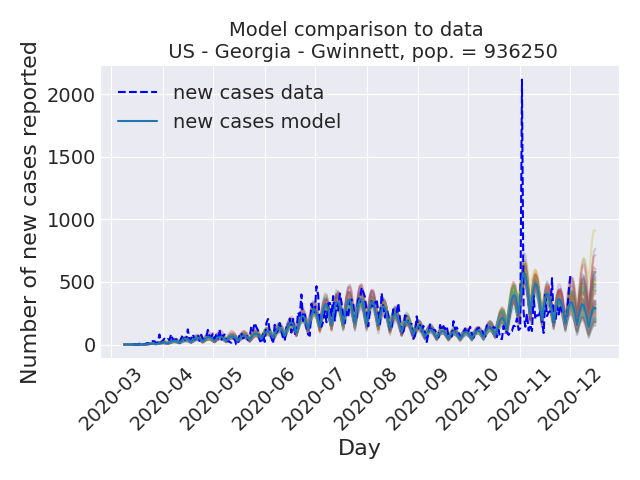 Model comparison to data
US - Georgia - Gwinnett, pop. = 936250
Number of new cases reported
2000
1500
1000
500
0
new cases data
new cases model
2020-03
2020-04
2020-05
2020-06
2020-07
2020-08
2020-09
2020-10
2020-11
2020-12
Day